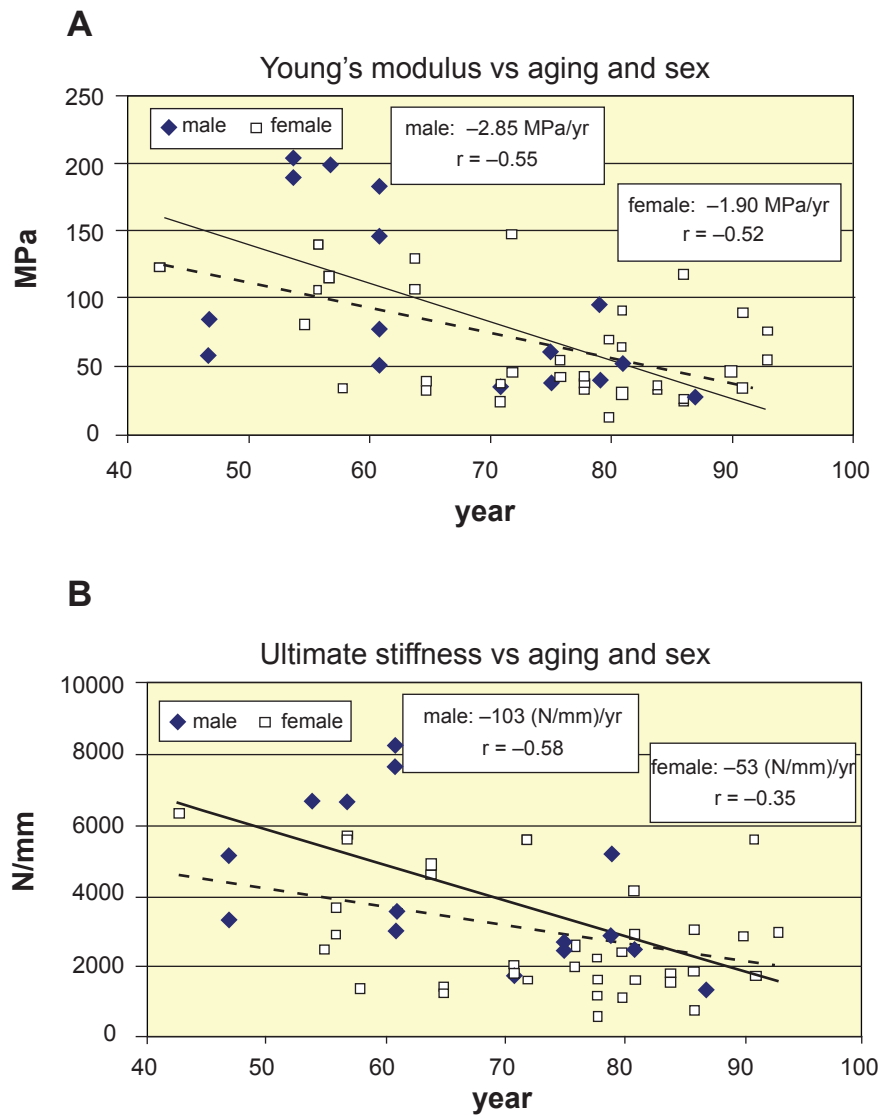 A
Young's modulus vs aging and sex
250
200
150
100
50
0
MPa
male female
male: –2.85 MPa/yr
r = –0.55
female: –1.90 MPa/yr
r = –0.52
40 50 60 70 80 90 100
year
B
Ultimate stiffness vs aging and sex
10000
8000
6000
4000
2000
0
N/mm
male female
male: –103 (N/mm)/yr
r = –0.58
female: –53 (N/mm)/yr
r = –0.35
40 50 60 70 80 90 100
year